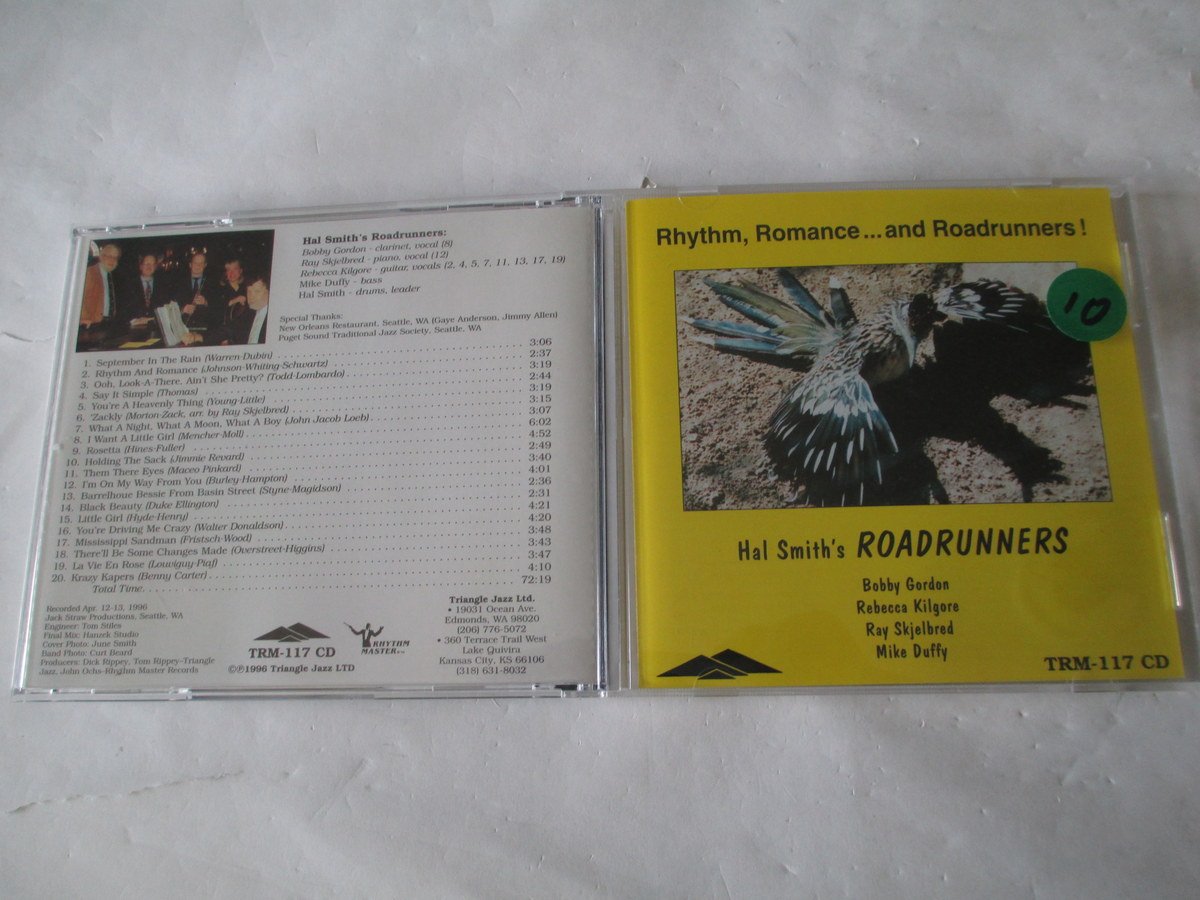 Hal Smith's Roadrunners:
Bobby Gordon - clarinet, vocal (8)
Ray Skjelbred - piano, vocal (12)
Rebecca Kilgore - guitar, vocals (2, 4, 5, 7, 11, 13, 17, 19)
Mike Duffy - bass
Hal Smith - drums, leader
Special Thanks:
New Orleans Restaurant, Seattle, WA (Gaye Anderson, Jimmy Allen)
Puget Sound Traditional Jazz Society, Seattle, WA
1. September In The Rain (Warren-Dubin) 3:06
2. Rhythm And Romance (Johnson-Whiting-Schwartz) 2:37
3. Ooh, Look-A-There, Ain't She Pretty? (Todd-Lombardo) 3:19
4. Say It Simple (Thomas) 2:44
5. You're A Heavenly Thing (Young-Little) 3:19
6. 'Zackly (Morton-Zack, arr. by Ray Skjelbred) 3:15
7. What A Night, What A Moon, What A Boy (John Jacob Loeb) 3:07
8. I Want A Little Girl (Mencher-Moll) 6:02
9. Rosetta (Hines-Fuller) 4:52
10. Holding The Sack (Jimmie Revard) 2:49
11. Them There Eyes (Maceo Pinkard) 3:40
12. I'm On My Way From You (Burley-Hampton) 4:01
13. Barrelhouse Bessie From Basin Street (Styne-Magidson) 2:36
14. Black Beauty (Duke Ellington) 2:31
15. Little Girl (Hyde-Henry) 4:21
16. You're Driving Me Crazy (Walter Donaldson) 4:20
17. Mississippi Sandman (Fristsch-Wood) 3:48
18. There'll Be Some Changes Made (Overstreet-Higgins) 3:43
19. La Vie En Rose (Louviguy-Piaf) 3:47
20. Krazy Kapers (Benny Carter) 4:10
Total Time 72:19
Recorded Apr. 12-13, 1996
Jack Straw Productions, Seattle, WA
Engineer: Tom Stiles
Final Mix: Hanzek Studio
Cover Photo: June Smith
Band Photo: Curt Beard
Producers: Dick Rippey, Tom Rippey-Triangle
Jazz, John Ochs-Rhythm Master Records
TRM-117 CD
©℗1996 Triangle Jazz LTD
RHYTHM
MASTER
Triangle Jazz Ltd.
• 19031 Ocean Ave.
Edmonds, WA 98020
(206) 776-5072
• 360 Terrace Trail West
Lake Quivira
Kansas City, KS 66106
(318) 631-8032
Rhythm, Romance...and Roadrunners!
10
Hal Smith's ROADRUNNERS
Bobby Gordon
Rebecca Kilgore
Ray Skjelbred
Mike Duffy
TRM-117 CD